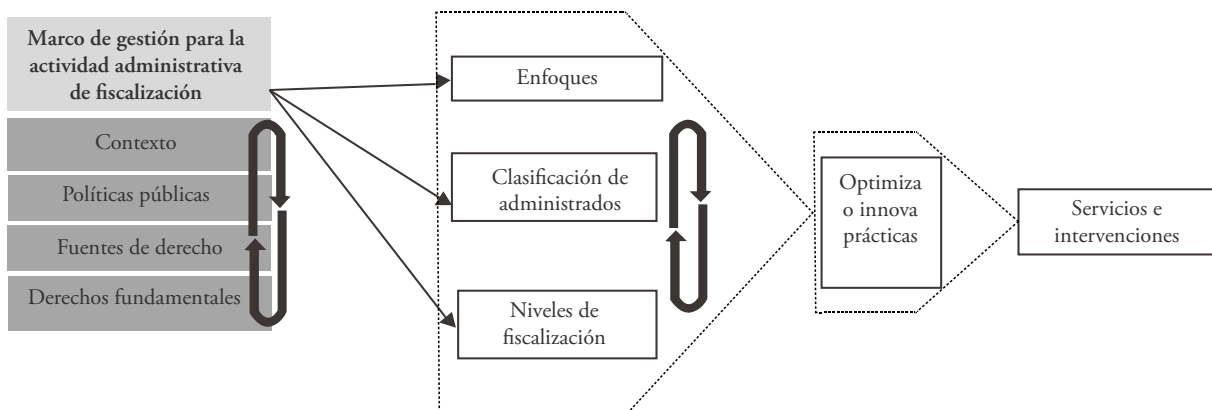 Marco de gestión para la
actividad administrativa
de fiscalización
Contexto
Políticas públicas
Fuentes de derecho
Derechos fundamentales
Enfoques
Clasificación de
administrados
Niveles de
fiscalización
Optimiza
o innova
prácticas
Servicios e
intervenciones